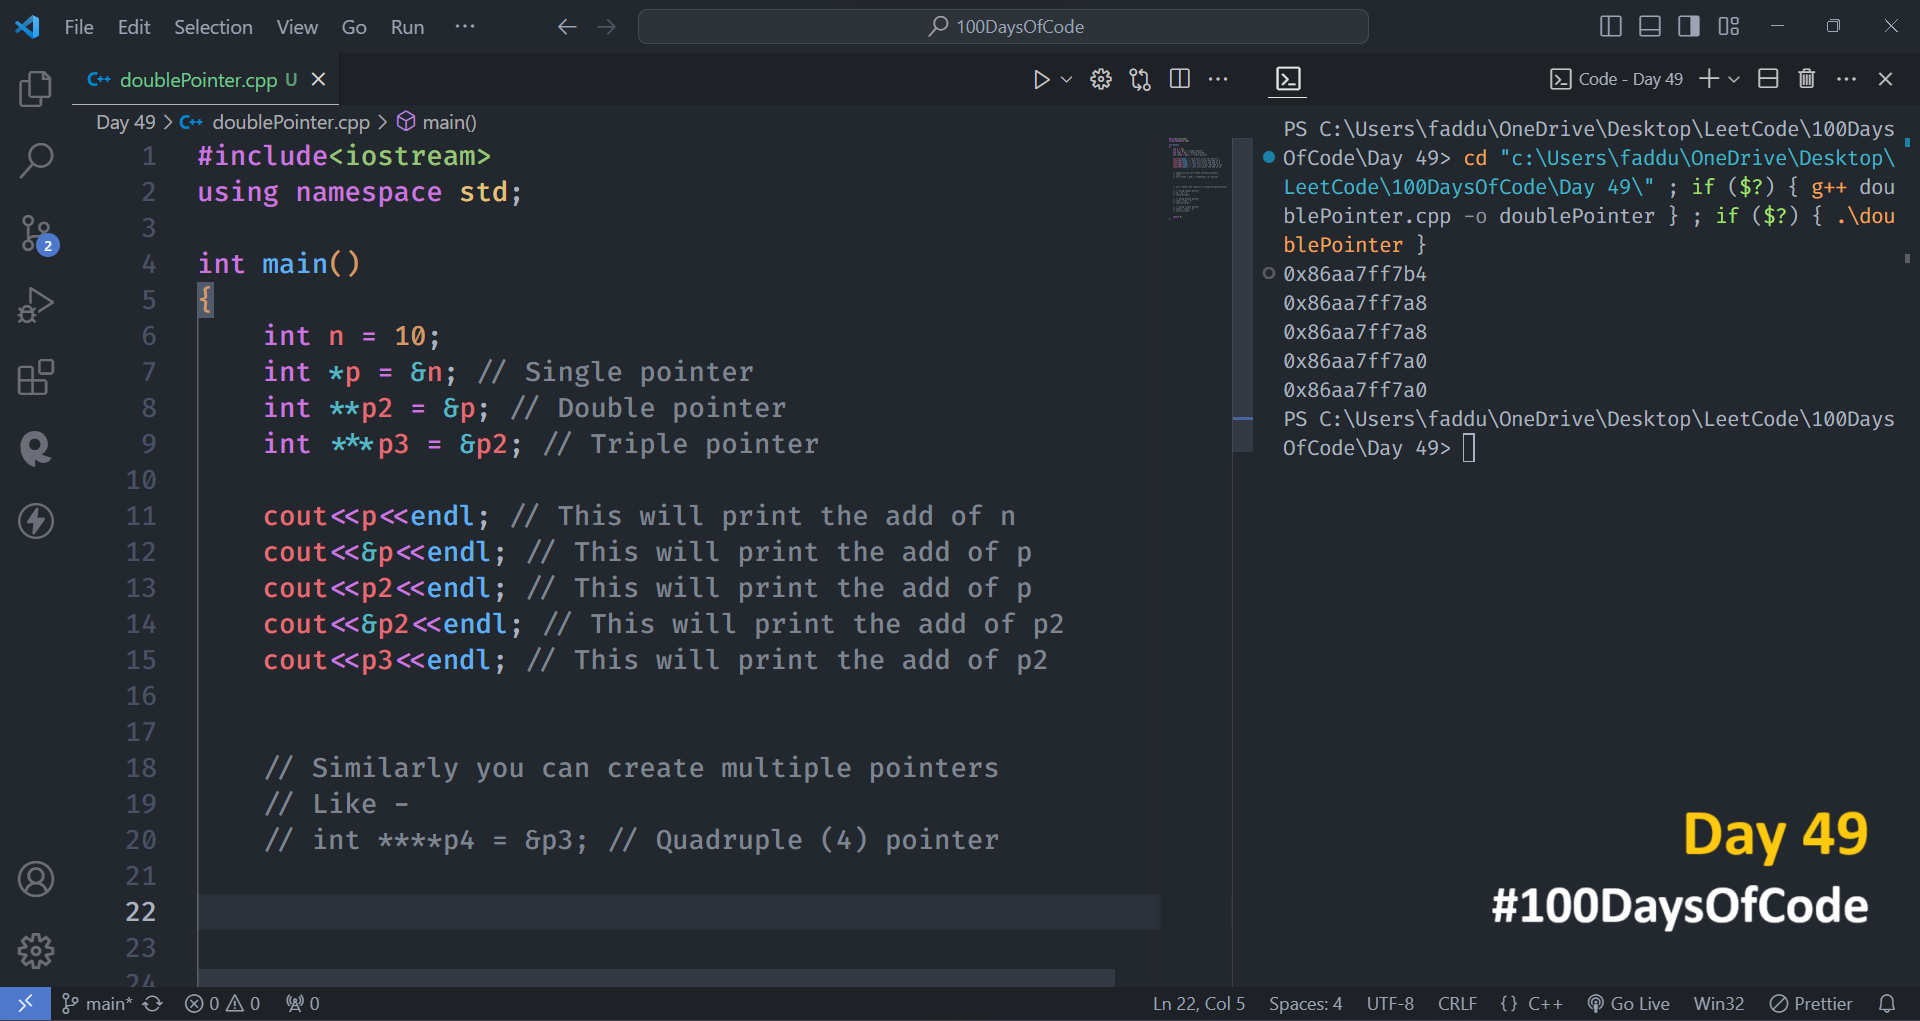 File Edit Selection View Go Run ··· 100DaysOfCode
doublePointer.cpp U
Day 49 > doublePointer.cpp > main()
1 #include<iostream>
2 using namespace std;
3
4 int main()
5 {
6 int n = 10;
7 int *p = &n; // Single pointer
8 int **p2 = &p; // Double pointer
9 int ***p3 = &p2; // Triple pointer
10
11 cout<<p<<endl; // This will print the add of n
12 cout<<&p<<endl; // This will print the add of p
13 cout<<p2<<endl; // This will print the add of p
14 cout<<&p2<<endl; // This will print the add of p2
15 cout<<p3<<endl; // This will print the add of p2
16
17
18 // Similarly you can create multiple pointers
19 // Like -
20 // int ****p4 = &p3; // Quadruple (4) pointer
21
22
23
24
2
Code - Day 49
PS C:\Users\faddu\OneDrive\Desktop\LeetCode\100Days
OfCode\Day 49> cd "c:\Users\faddu\OneDrive\Desktop\
LeetCode\100DaysOfCode\Day 49\" ; if ($?) { g++ dou
blePointer.cpp -o doublePointer } ; if ($?) { .\dou
blePointer }
0x86aa7ff7b4
0x86aa7ff7a8
0x86aa7ff7a8
0x86aa7ff7a0
0x86aa7ff7a0
PS C:\Users\faddu\OneDrive\Desktop\LeetCode\100Days
OfCode\Day 49>
Day 49
#100DaysOfCode
main* 0 0 0 Ln 22, Col 5 Spaces: 4 UTF-8 CRLF {} C++ Go Live Win32 Prettier